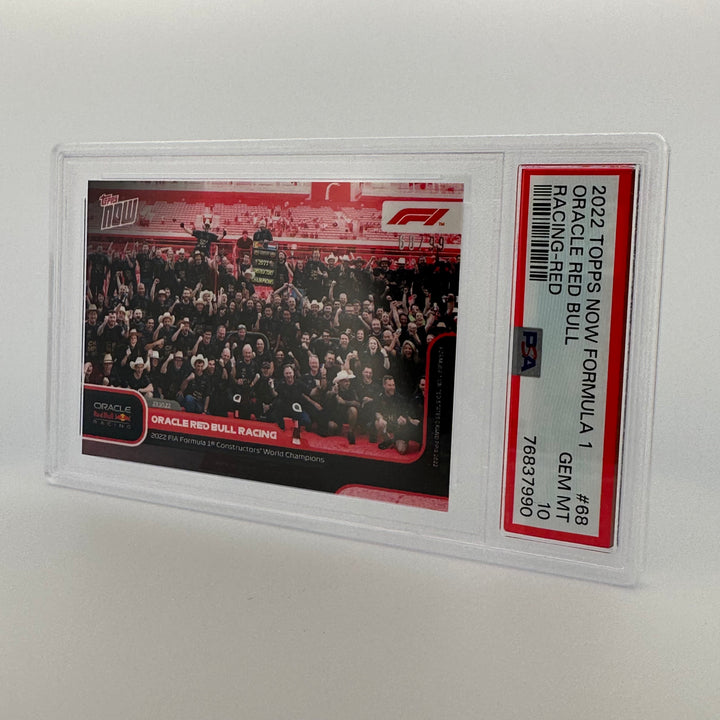 topps
NOW
F1
ORACLE
Red Bull
RACING
ORACLE RED BULL RACING
2022 FIA Formula 1® Constructors' World Champions
2022 TOPPS NOW FORMULA 1 #68
ORACLE RED BULL GEM MT
RACING-RED 10
PSA 76837990